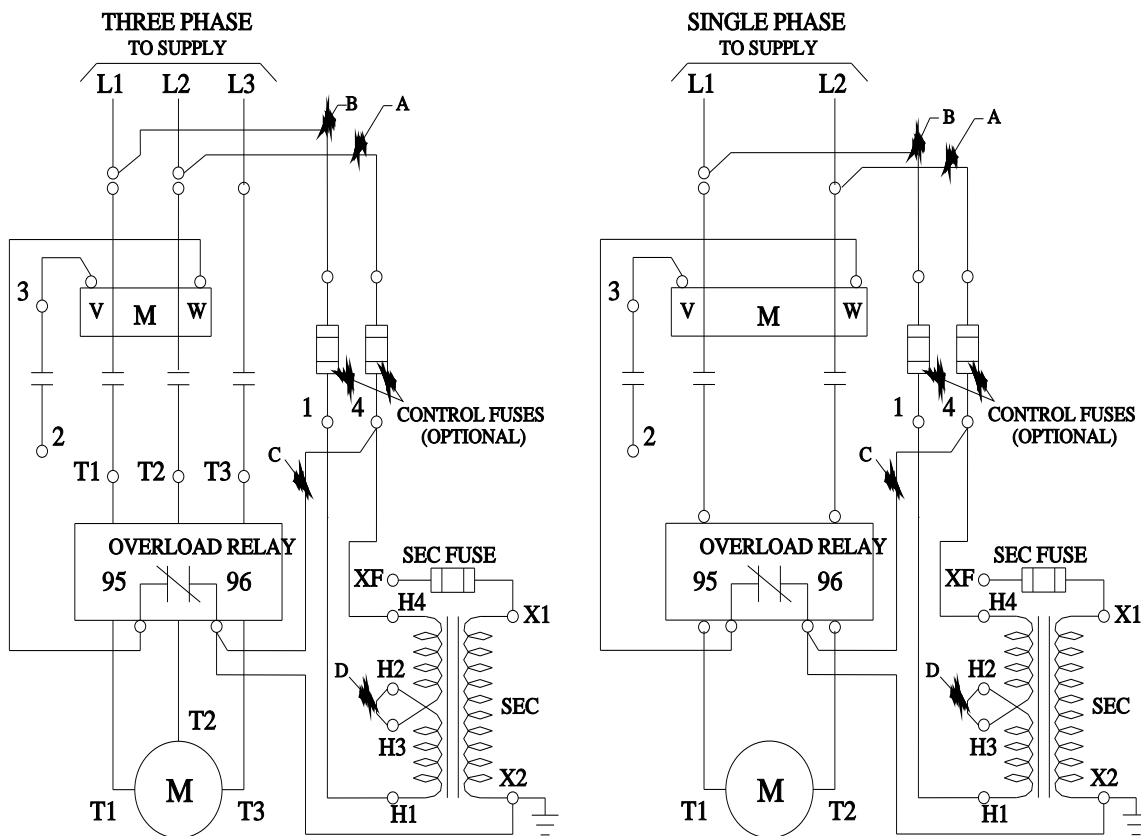 THREE PHASE
TO SUPPLY
L1 L2 L3
B A
3
V M W
1 4
CONTROL FUSES
(OPTIONAL)
2
C
T1 T2 T3
OVERLOAD RELAY
95 96
SEC FUSE
XF
H4 X1
D H2
SEC
T2
H3
M
X2
T1 T3
H1
SINGLE PHASE
TO SUPPLY
L1 L2
B A
3
V M W
1 4
CONTROL FUSES
(OPTIONAL)
2
C
OVERLOAD RELAY
95 96
SEC FUSE
XF
H4 X1
D H2
SEC
H3
M
X2
T1 T2
H1